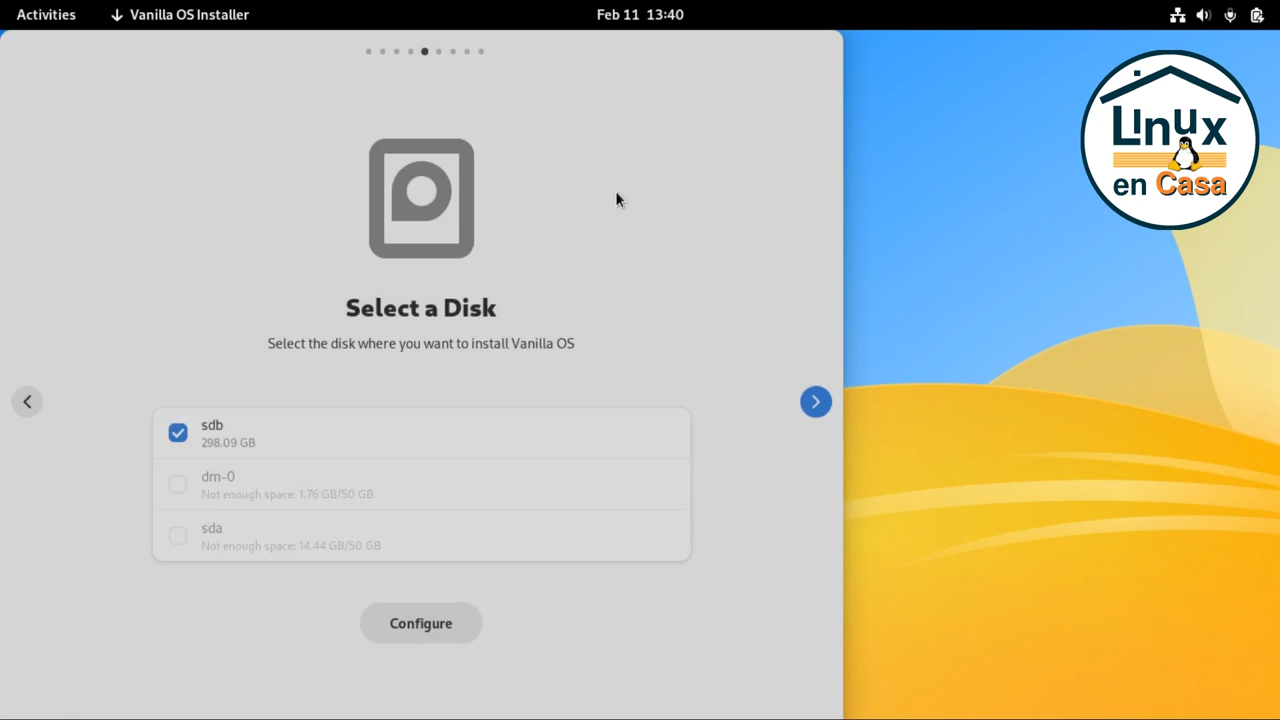 Activities
Vanilla OS Installer
Feb 11 13:40
Linux
en Casa
Select a Disk
Select the disk where you want to install Vanilla OS
sdb
298.09 GB
dm-0
Not enough space: 1.76 GB/50 GB
sda
Not enough space: 14.44 GB/50 GB
Configure